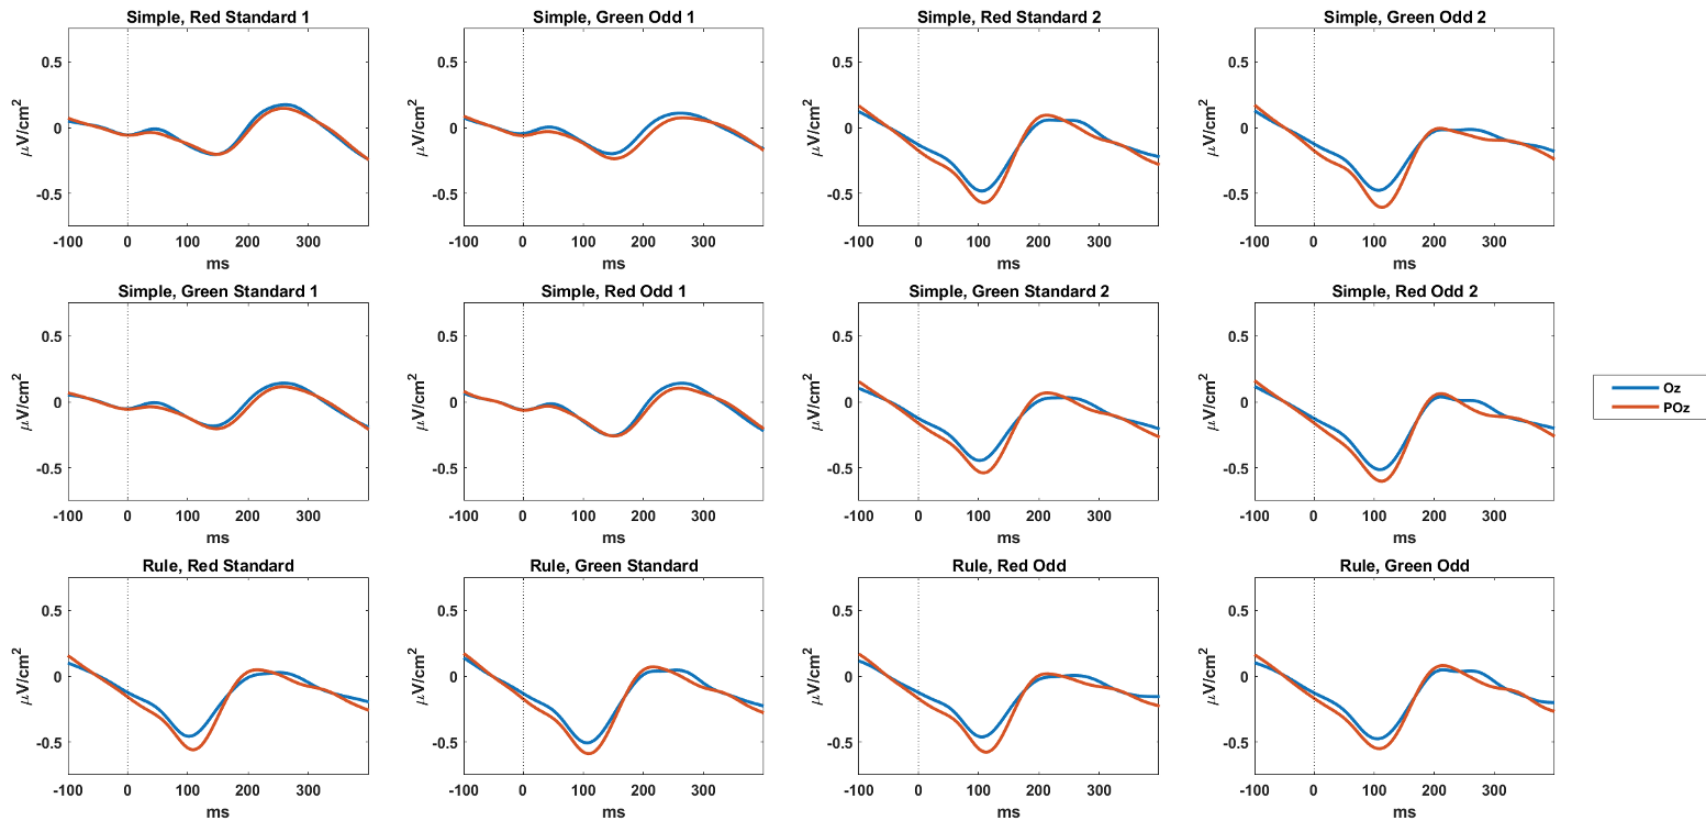 Simple, Red Standard 1
Simple, Green Odd 1
Simple, Red Standard 2
Simple, Green Odd 2
0.5
0
-0.5
μV/cm²
-100 0 100 200 300
ms
0.5
0
-0.5
μV/cm²
-100 0 100 200 300
ms
0.5
0
-0.5
μV/cm²
-100 0 100 200 300
ms
0.5
0
-0.5
μV/cm²
-100 0 100 200 300
ms
Simple, Green Standard 1
Simple, Red Odd 1
Simple, Green Standard 2
Simple, Red Odd 2
0.5
0
-0.5
μV/cm²
-100 0 100 200 300
ms
0.5
0
-0.5
μV/cm²
-100 0 100 200 300
ms
0.5
0
-0.5
μV/cm²
-100 0 100 200 300
ms
0.5
0
-0.5
μV/cm²
-100 0 100 200 300
ms
Oz
POz
Rule, Red Standard
Rule, Green Standard
Rule, Red Odd
Rule, Green Odd
0.5
0
-0.5
μV/cm²
-100 0 100 200 300
ms
0.5
0
-0.5
μV/cm²
-100 0 100 200 300
ms
0.5
0
-0.5
μV/cm²
-100 0 100 200 300
ms
0.5
0
-0.5
μV/cm²
-100 0 100 200 300
ms